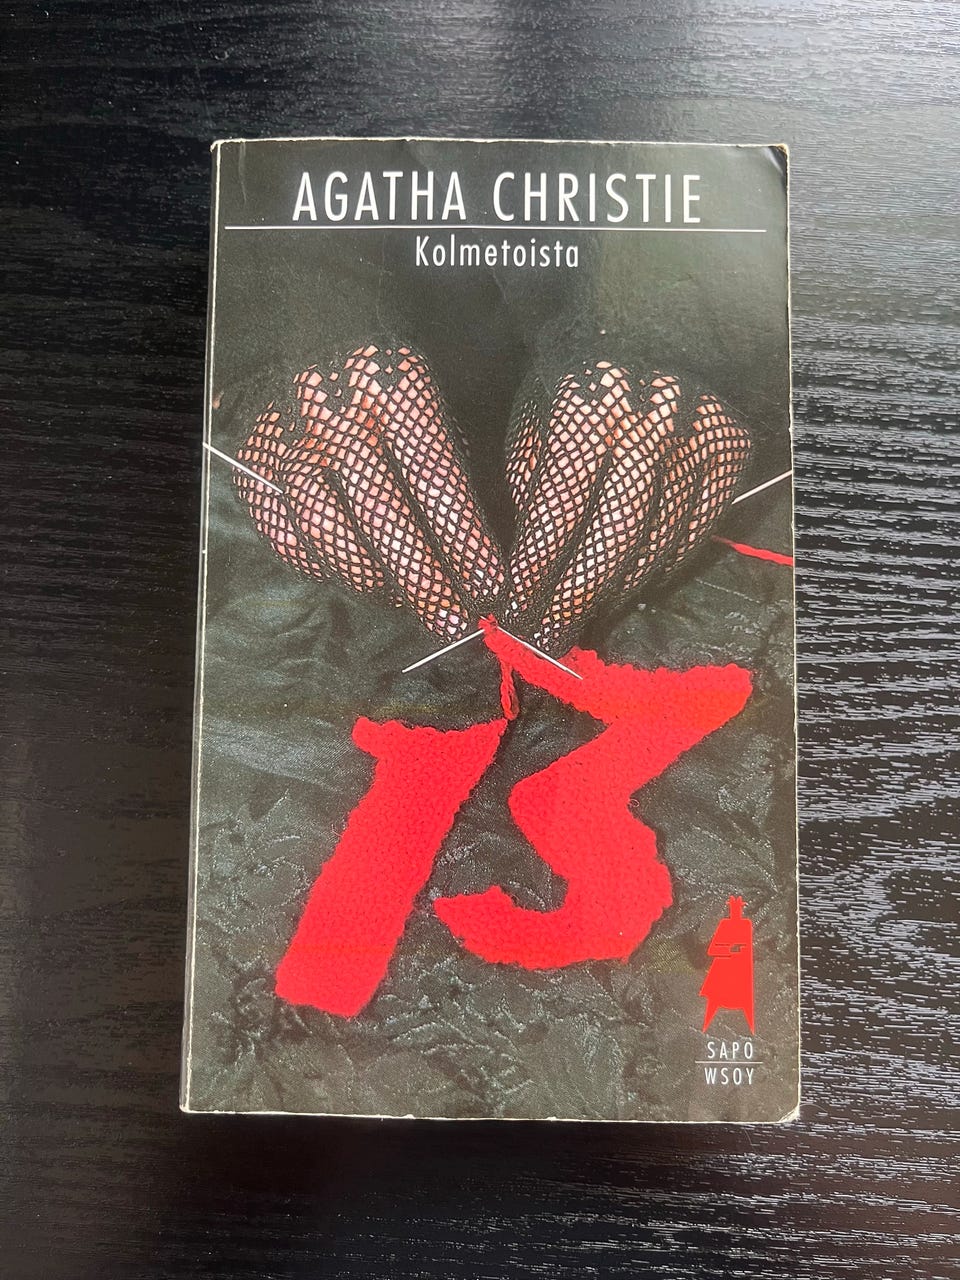 AGATHA CHRISTIE
Kolmetoista
13
SAPO
WSOY